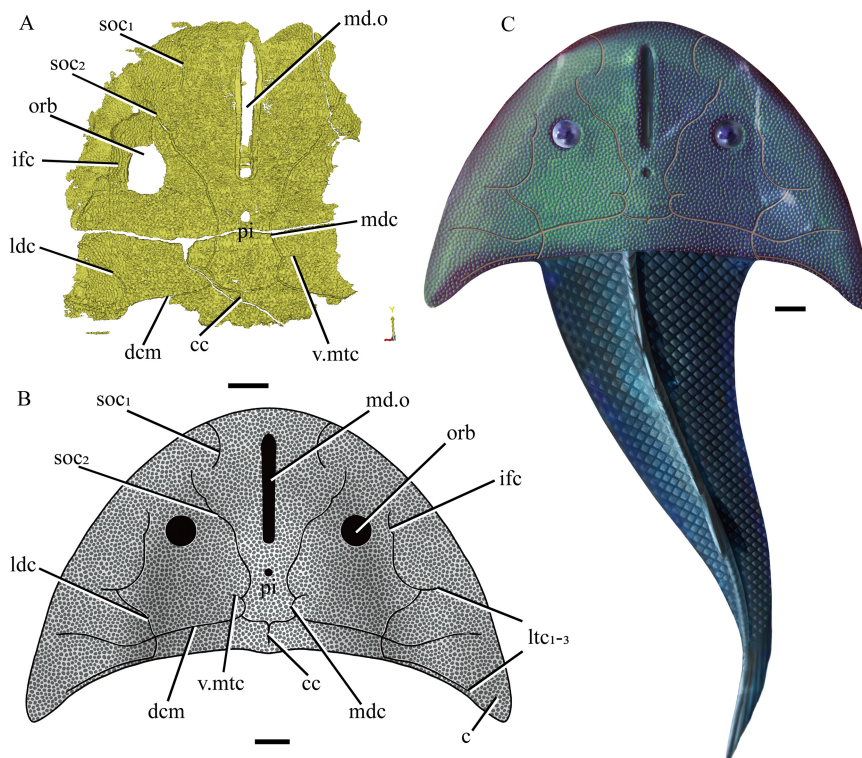 A
soc₁
soc₂
orb
ifc
ldc
dcm
cc
v.mtc
mdc
md.o
pi
Y
B
soc₁
soc₂
ldc
dcm
v.mtc
cc
mdc
c
ltc₁₋₃
ifc
orb
md.o
pi
C